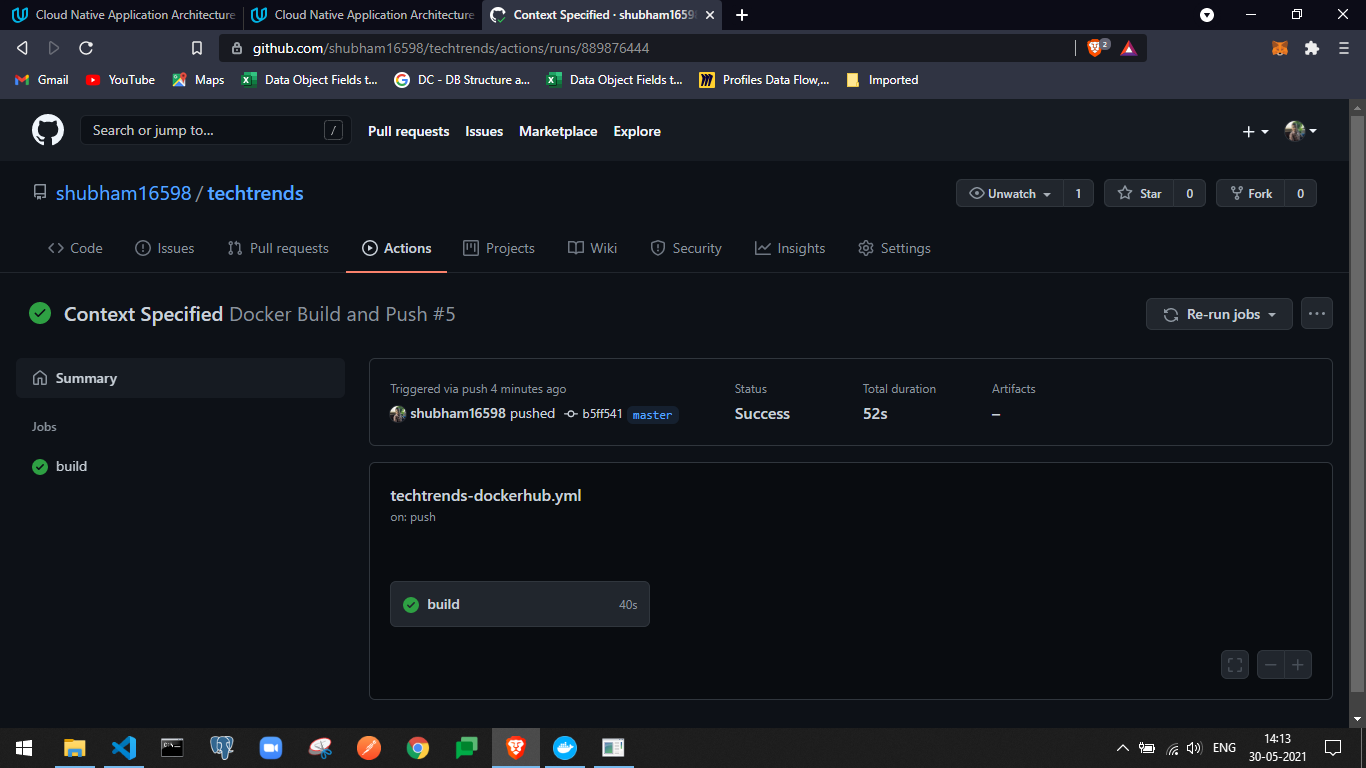 Cloud Native Application Architecture
Cloud Native Application Architecture
Context Specified · shubham1659
github.com/shubham16598/techtrends/actions/runs/889876444
2
Gmail
YouTube
Maps
Data Object Fields t...
DC - DB Structure a...
Data Object Fields t...
Profiles Data Flow,...
Imported
Search or jump to...
/
Pull requests
Issues
Marketplace
Explore
shubham16598 / techtrends
Unwatch
1
Star
0
Fork
0
Code
Issues
Pull requests
Actions
Projects
Wiki
Security
Insights
Settings
Context Specified Docker Build and Push #5
Re-run jobs
Summary
Jobs
build
Triggered via push 4 minutes ago
shubham16598 pushed b5ff541 master
Status
Success
Total duration
52s
Artifacts
–
techtrends-dockerhub.yml
on: push
build
40s
ENG
14:13
30-05-2021